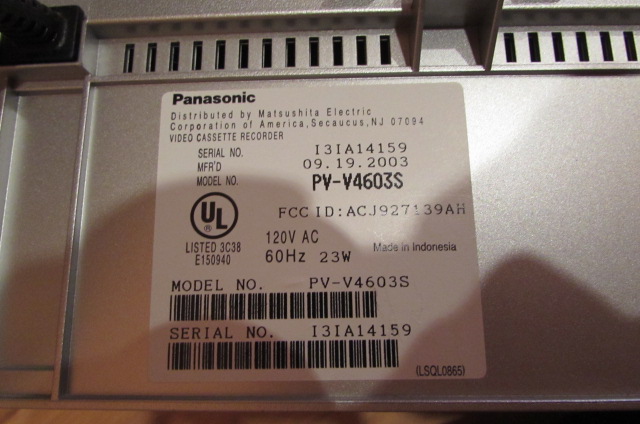 Panasonic
Distributed by Matsushita Electric
Corporation of America, Secaucus, NJ 07094
VIDEO CASSETTE RECORDER
SERIAL NO. I3IA14159
MFR'D 09.19.2003
MODEL NO. PV-V4603S
UL
®
FCC ID: ACJ927139AH
LISTED 3C38
E150940
120V AC
60Hz 23W
Made in Indonesia
MODEL NO. PV-V4603S
SERIAL NO. I3IA14159
(LSQL0865)